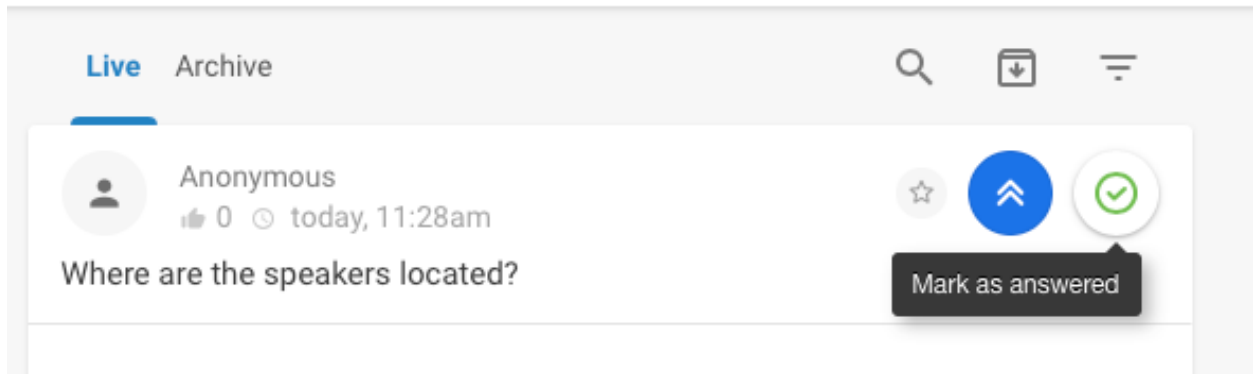 Live Archive
Anonymous
0 today, 11:28am
Where are the speakers located?
Mark as answered